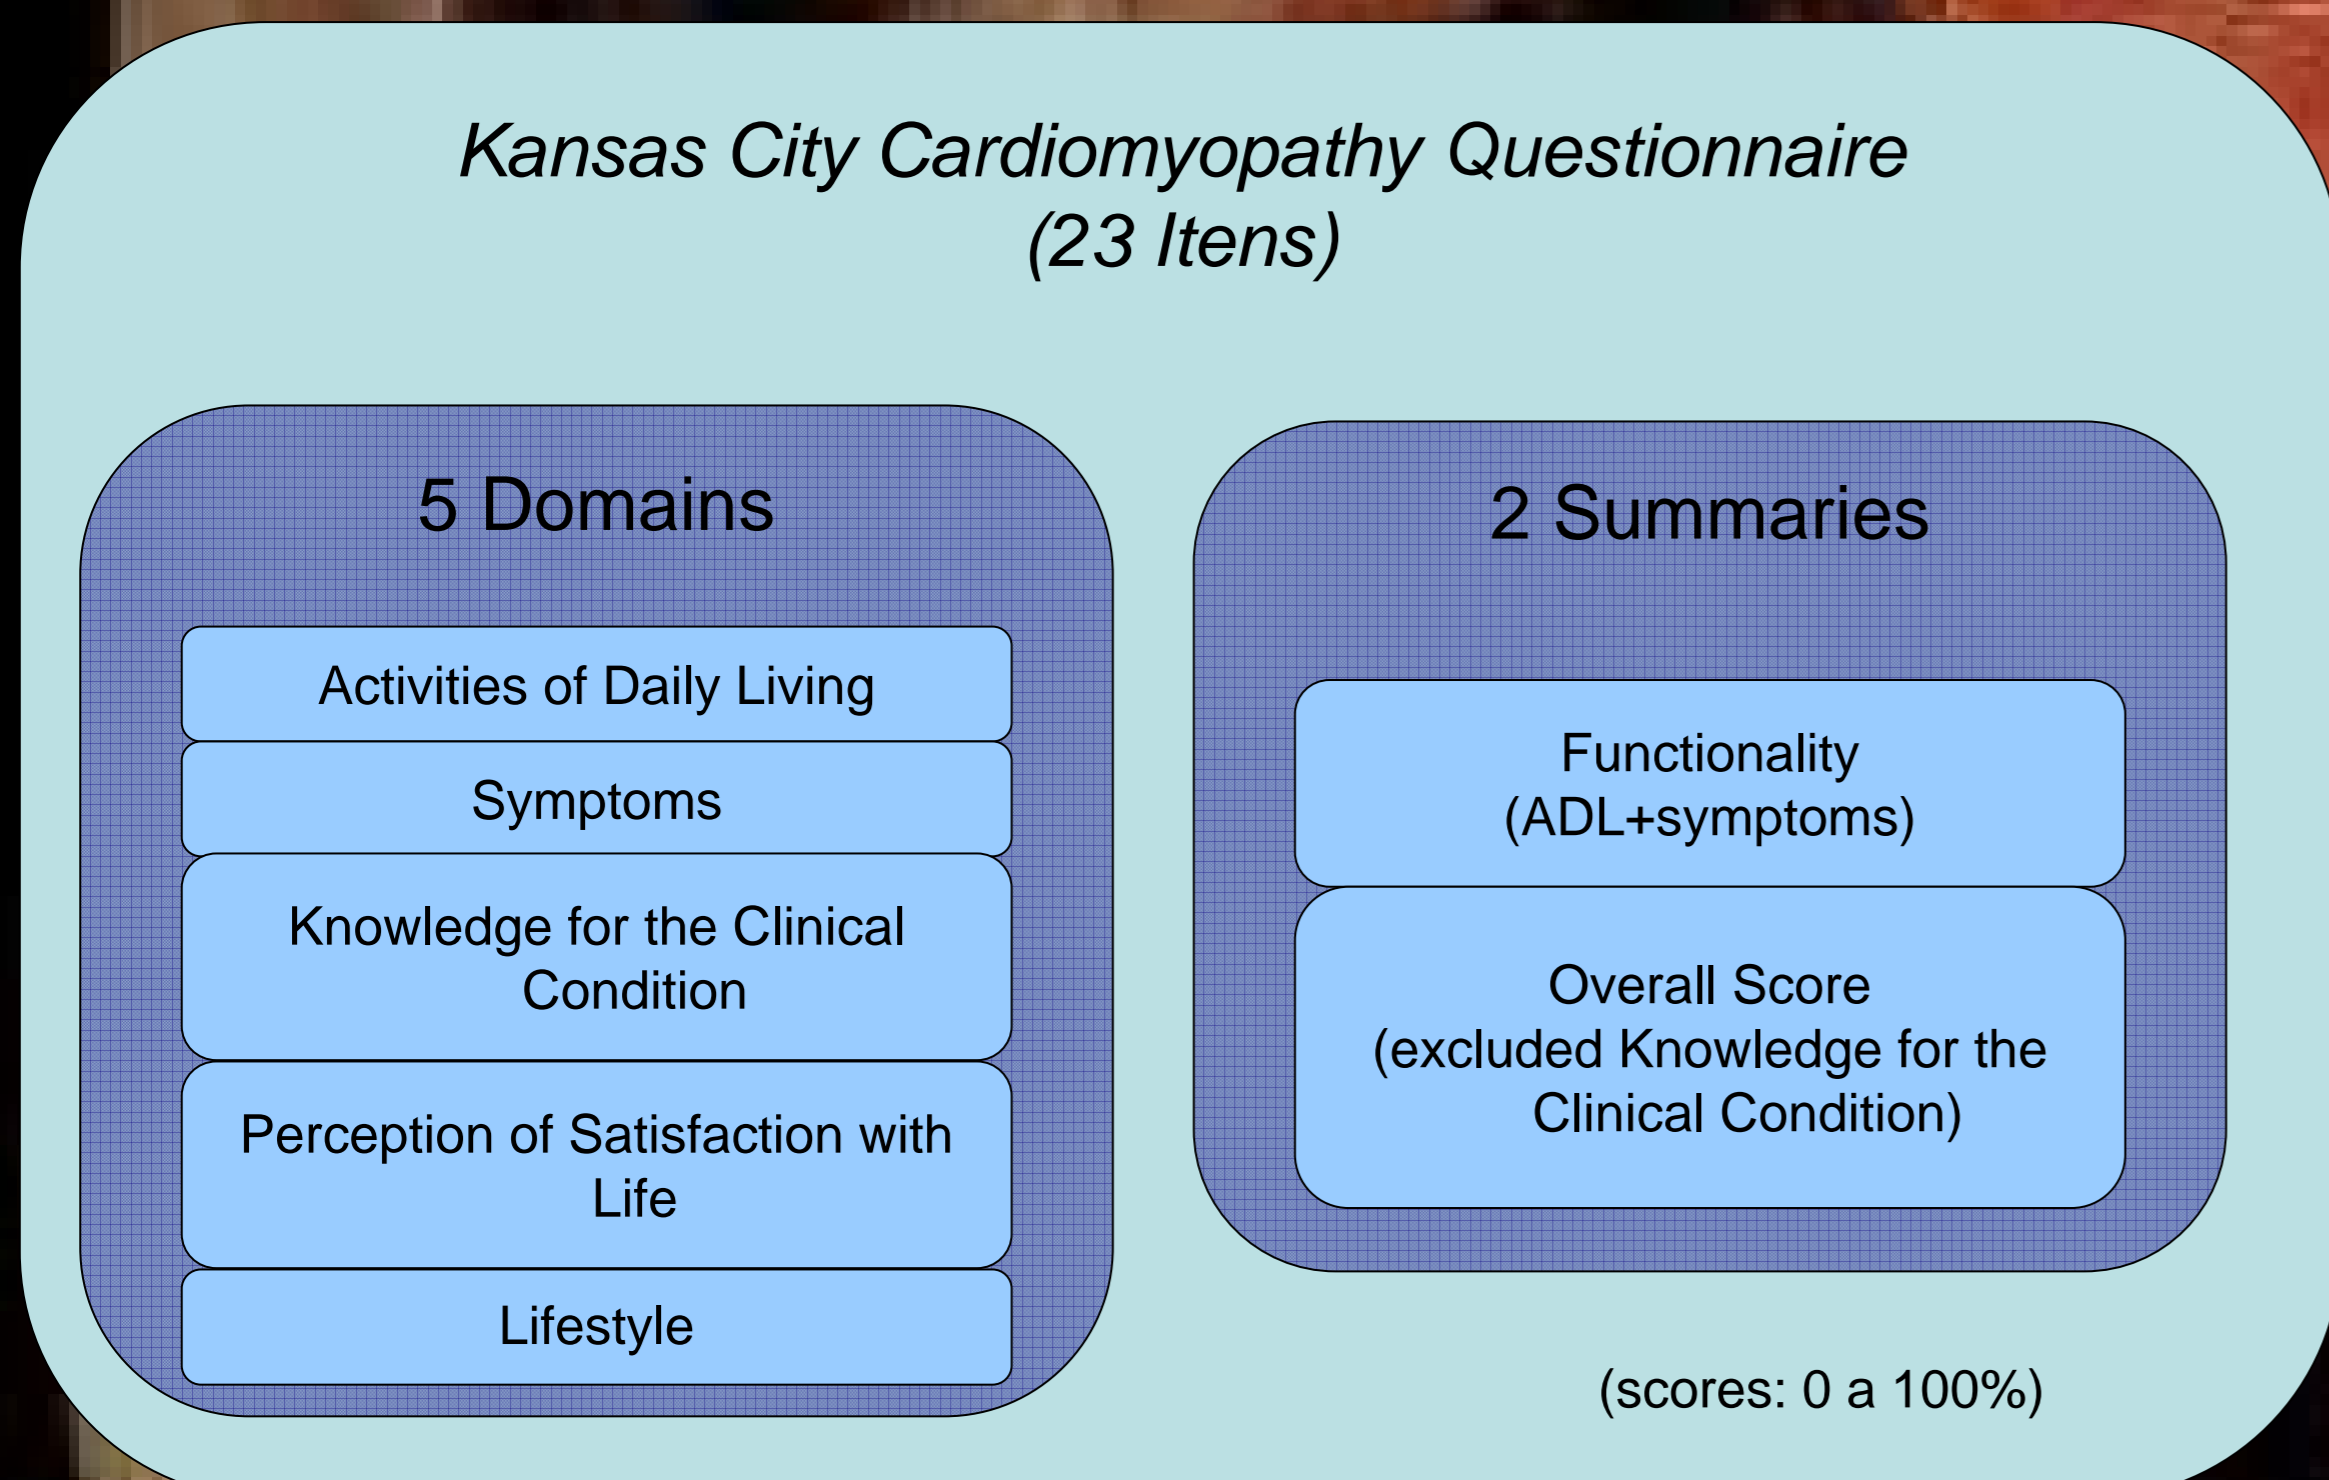 Kansas City Cardiomyopathy Questionnaire
(23 Itens)
5 Domains
Activities of Daily Living
Symptoms
Knowledge for the Clinical
Condition
Perception of Satisfaction with
Life
Lifestyle
2 Summaries
Functionality
(ADL+symptoms)
Overall Score
(excluded Knowledge for the
Clinical Condition)
(scores: 0 a 100%)